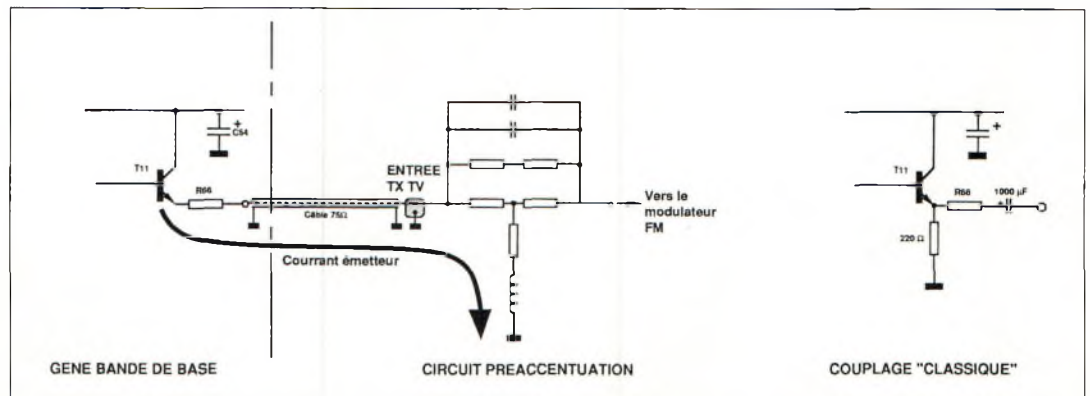 C54
T11
R66
ENTREE
TX TV
Câble 75Ω
Courrant émetteur
Vers le
modulateur
FM
T11
R66
1000 µF
220 Ω
GENE BANDE DE BASE
CIRCUIT PREACCENTUATION
COUPLAGE "CLASSIQUE"